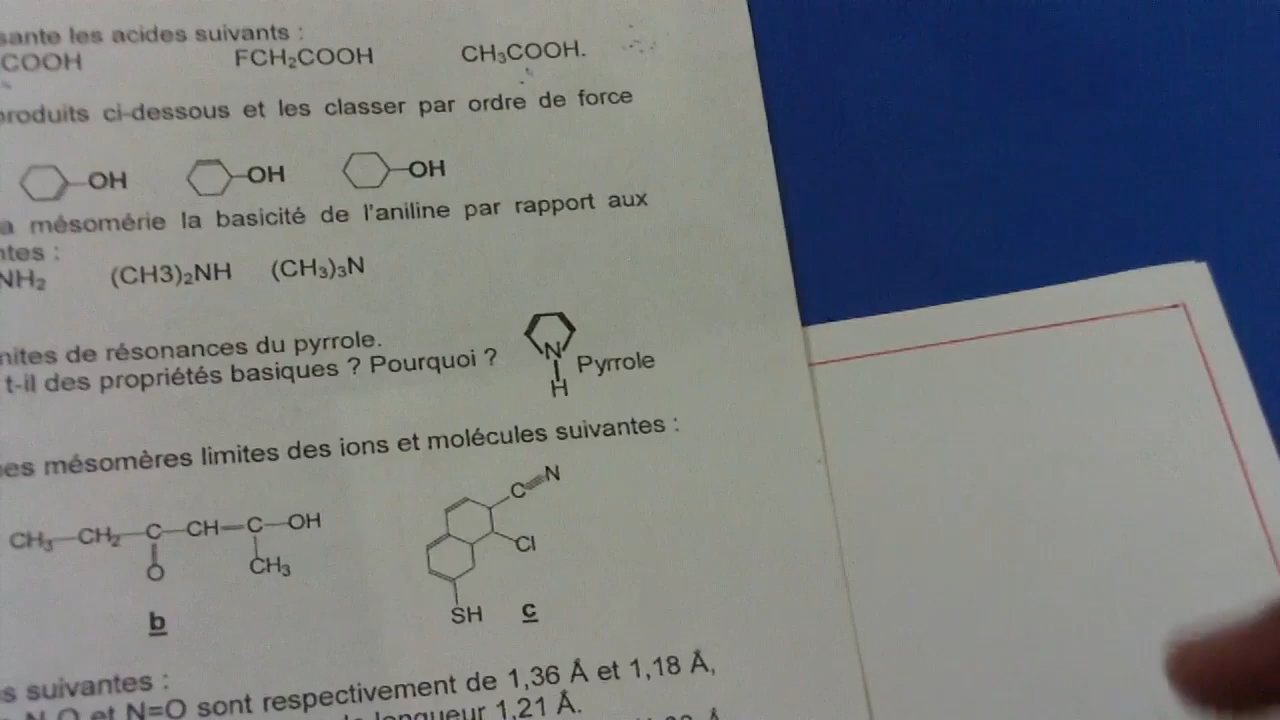 sante les acides suivants :
COOH FCH₂COOH CH₃COOH.
produits ci-dessous et les classer par ordre de force
OH OH OH
a mésomérie la basicité de l'aniline par rapport aux
ntes :
NH₂ (CH3)₂NH (CH₃)₃N
nites de résonances du pyrrole.
t-il des propriétés basiques ? Pourquoi ?
N
H
Pyrrole
es mésomères limites des ions et molécules suivantes :
C N
CH₃ CH₂ C CH C OH
O CH₃
Cl
SH
b c
s suivantes :
N-O et N=O sont respectivement de 1,36 Å et 1,18 Å,
longueur 1,21 Å.